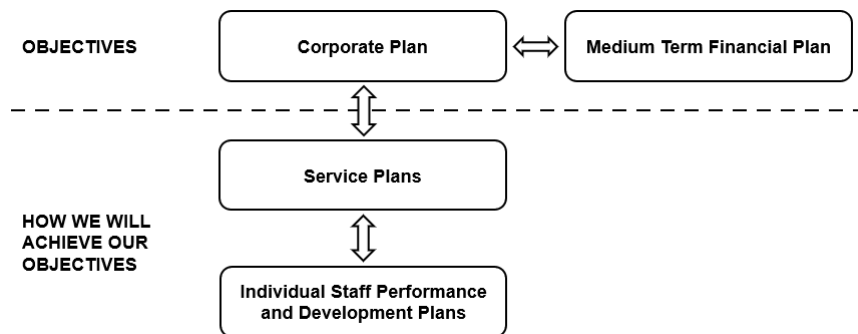 OBJECTIVES
Corporate Plan
Medium Term Financial Plan
Service Plans
HOW WE WILL
ACHIEVE OUR
OBJECTIVES
Individual Staff Performance
and Development Plans